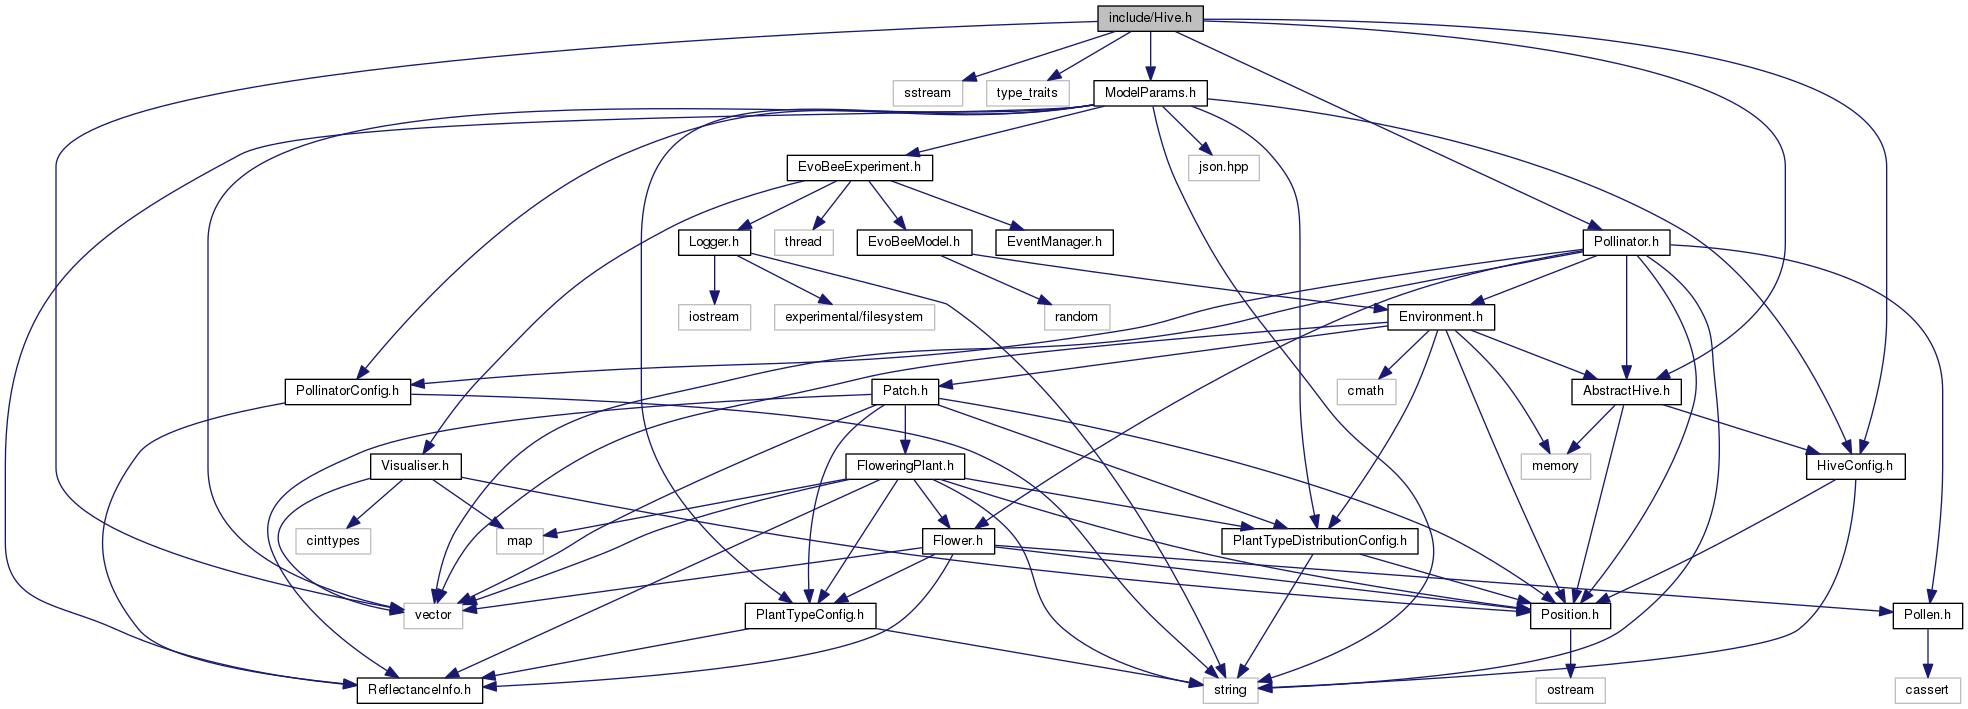 include/Hive.h
sstream
type_traits
ModelParams.h
EvoBeeExperiment.h
json.hpp
Logger.h
thread
EvoBeeModel.h
EventManager.h
Pollinator.h
iostream
experimental/filesystem
random
Environment.h
PollinatorConfig.h
Patch.h
cmath
AbstractHive.h
Visualiser.h
FloweringPlant.h
memory
HiveConfig.h
cinttypes
map
Flower.h
PlantTypeDistributionConfig.h
vector
PlantTypeConfig.h
Position.h
Pollen.h
ReflectanceInfo.h
string
ostream
cassert